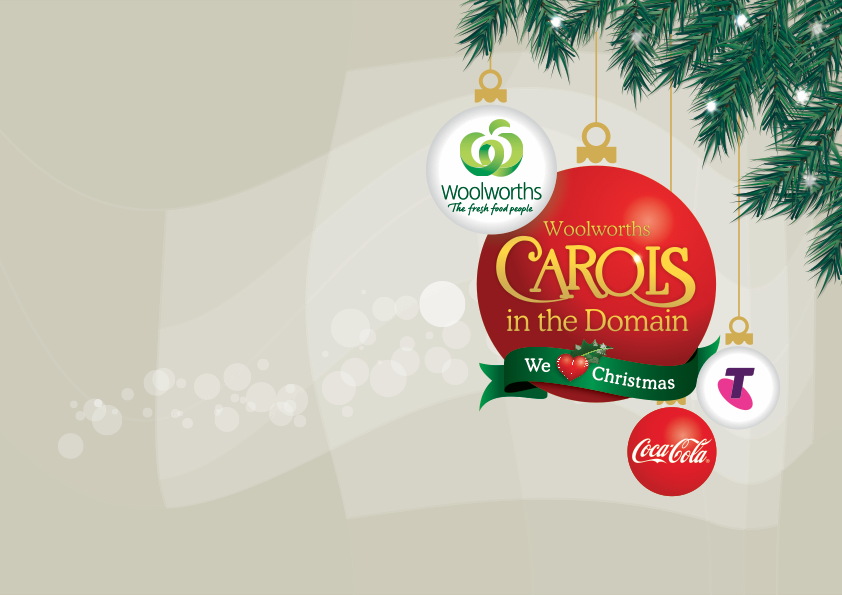 Woolworths
The fresh food people
Woolworths
CAROLS
in the Domain
We Christmas
T
Coca-Cola